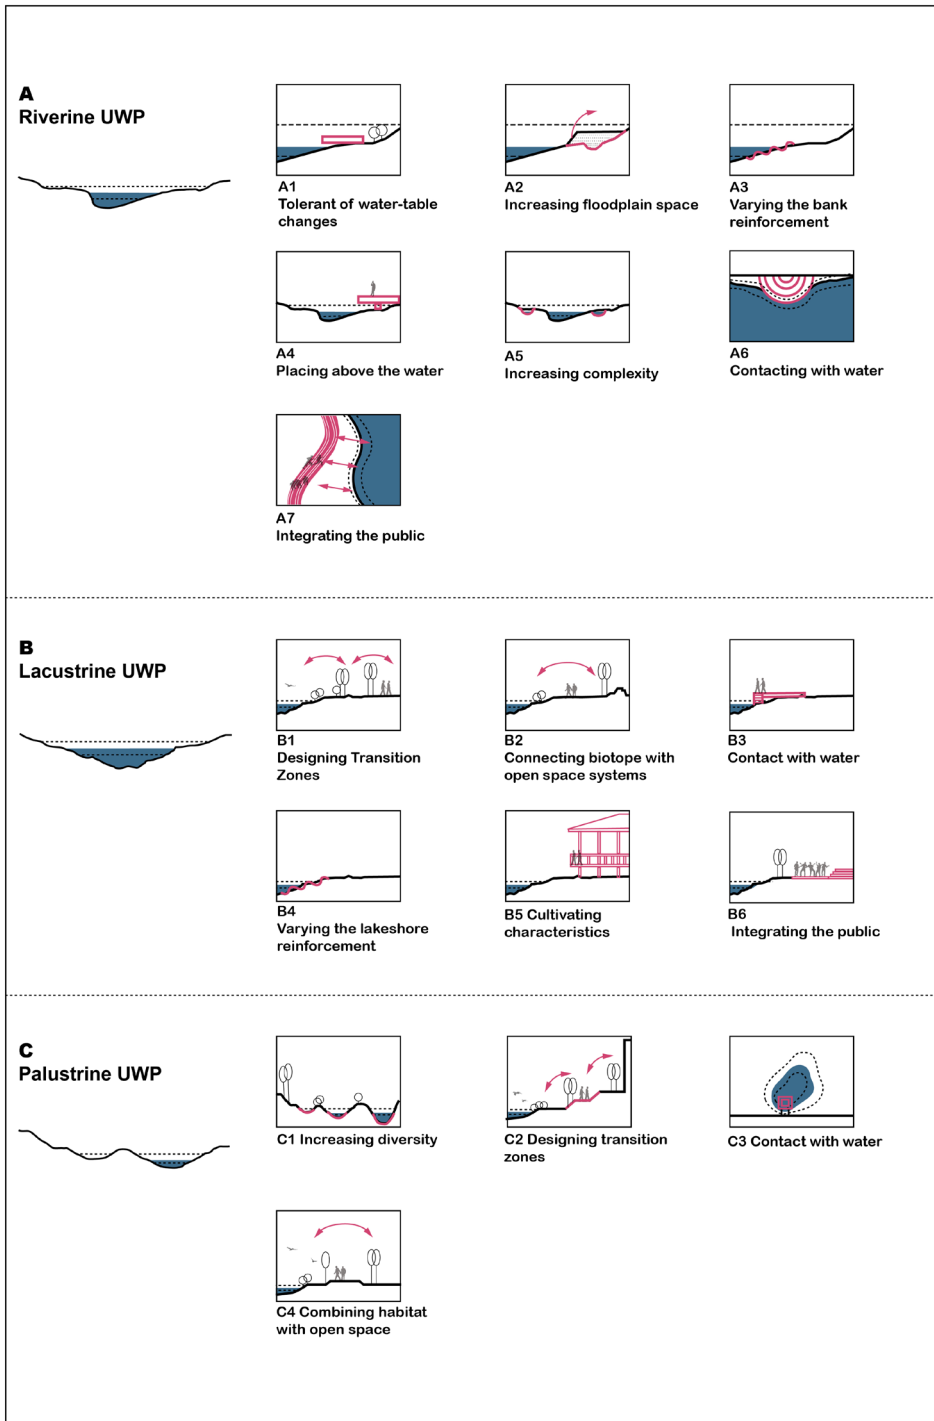 A
Riverine UWP
A1
Tolerant of water-table
changes
A2
Increasing floodplain space
A3
Varying the bank
reinforcement
A4
Placing above the water
A5
Increasing complexity
A6
Contacting with water
A7
Integrating the public
B
Lacustrine UWP
B1
Designing Transition
Zones
B2
Connecting biotope with
open space systems
B3
Contact with water
B4
Varying the lakeshore
reinforcement
B5 Cultivating
characteristics
B6
Integrating the public
C
Palustrine UWP
C1 Increasing diversity
C2 Designing transition
zones
C3 Contact with water
C4 Combining habitat
with open space